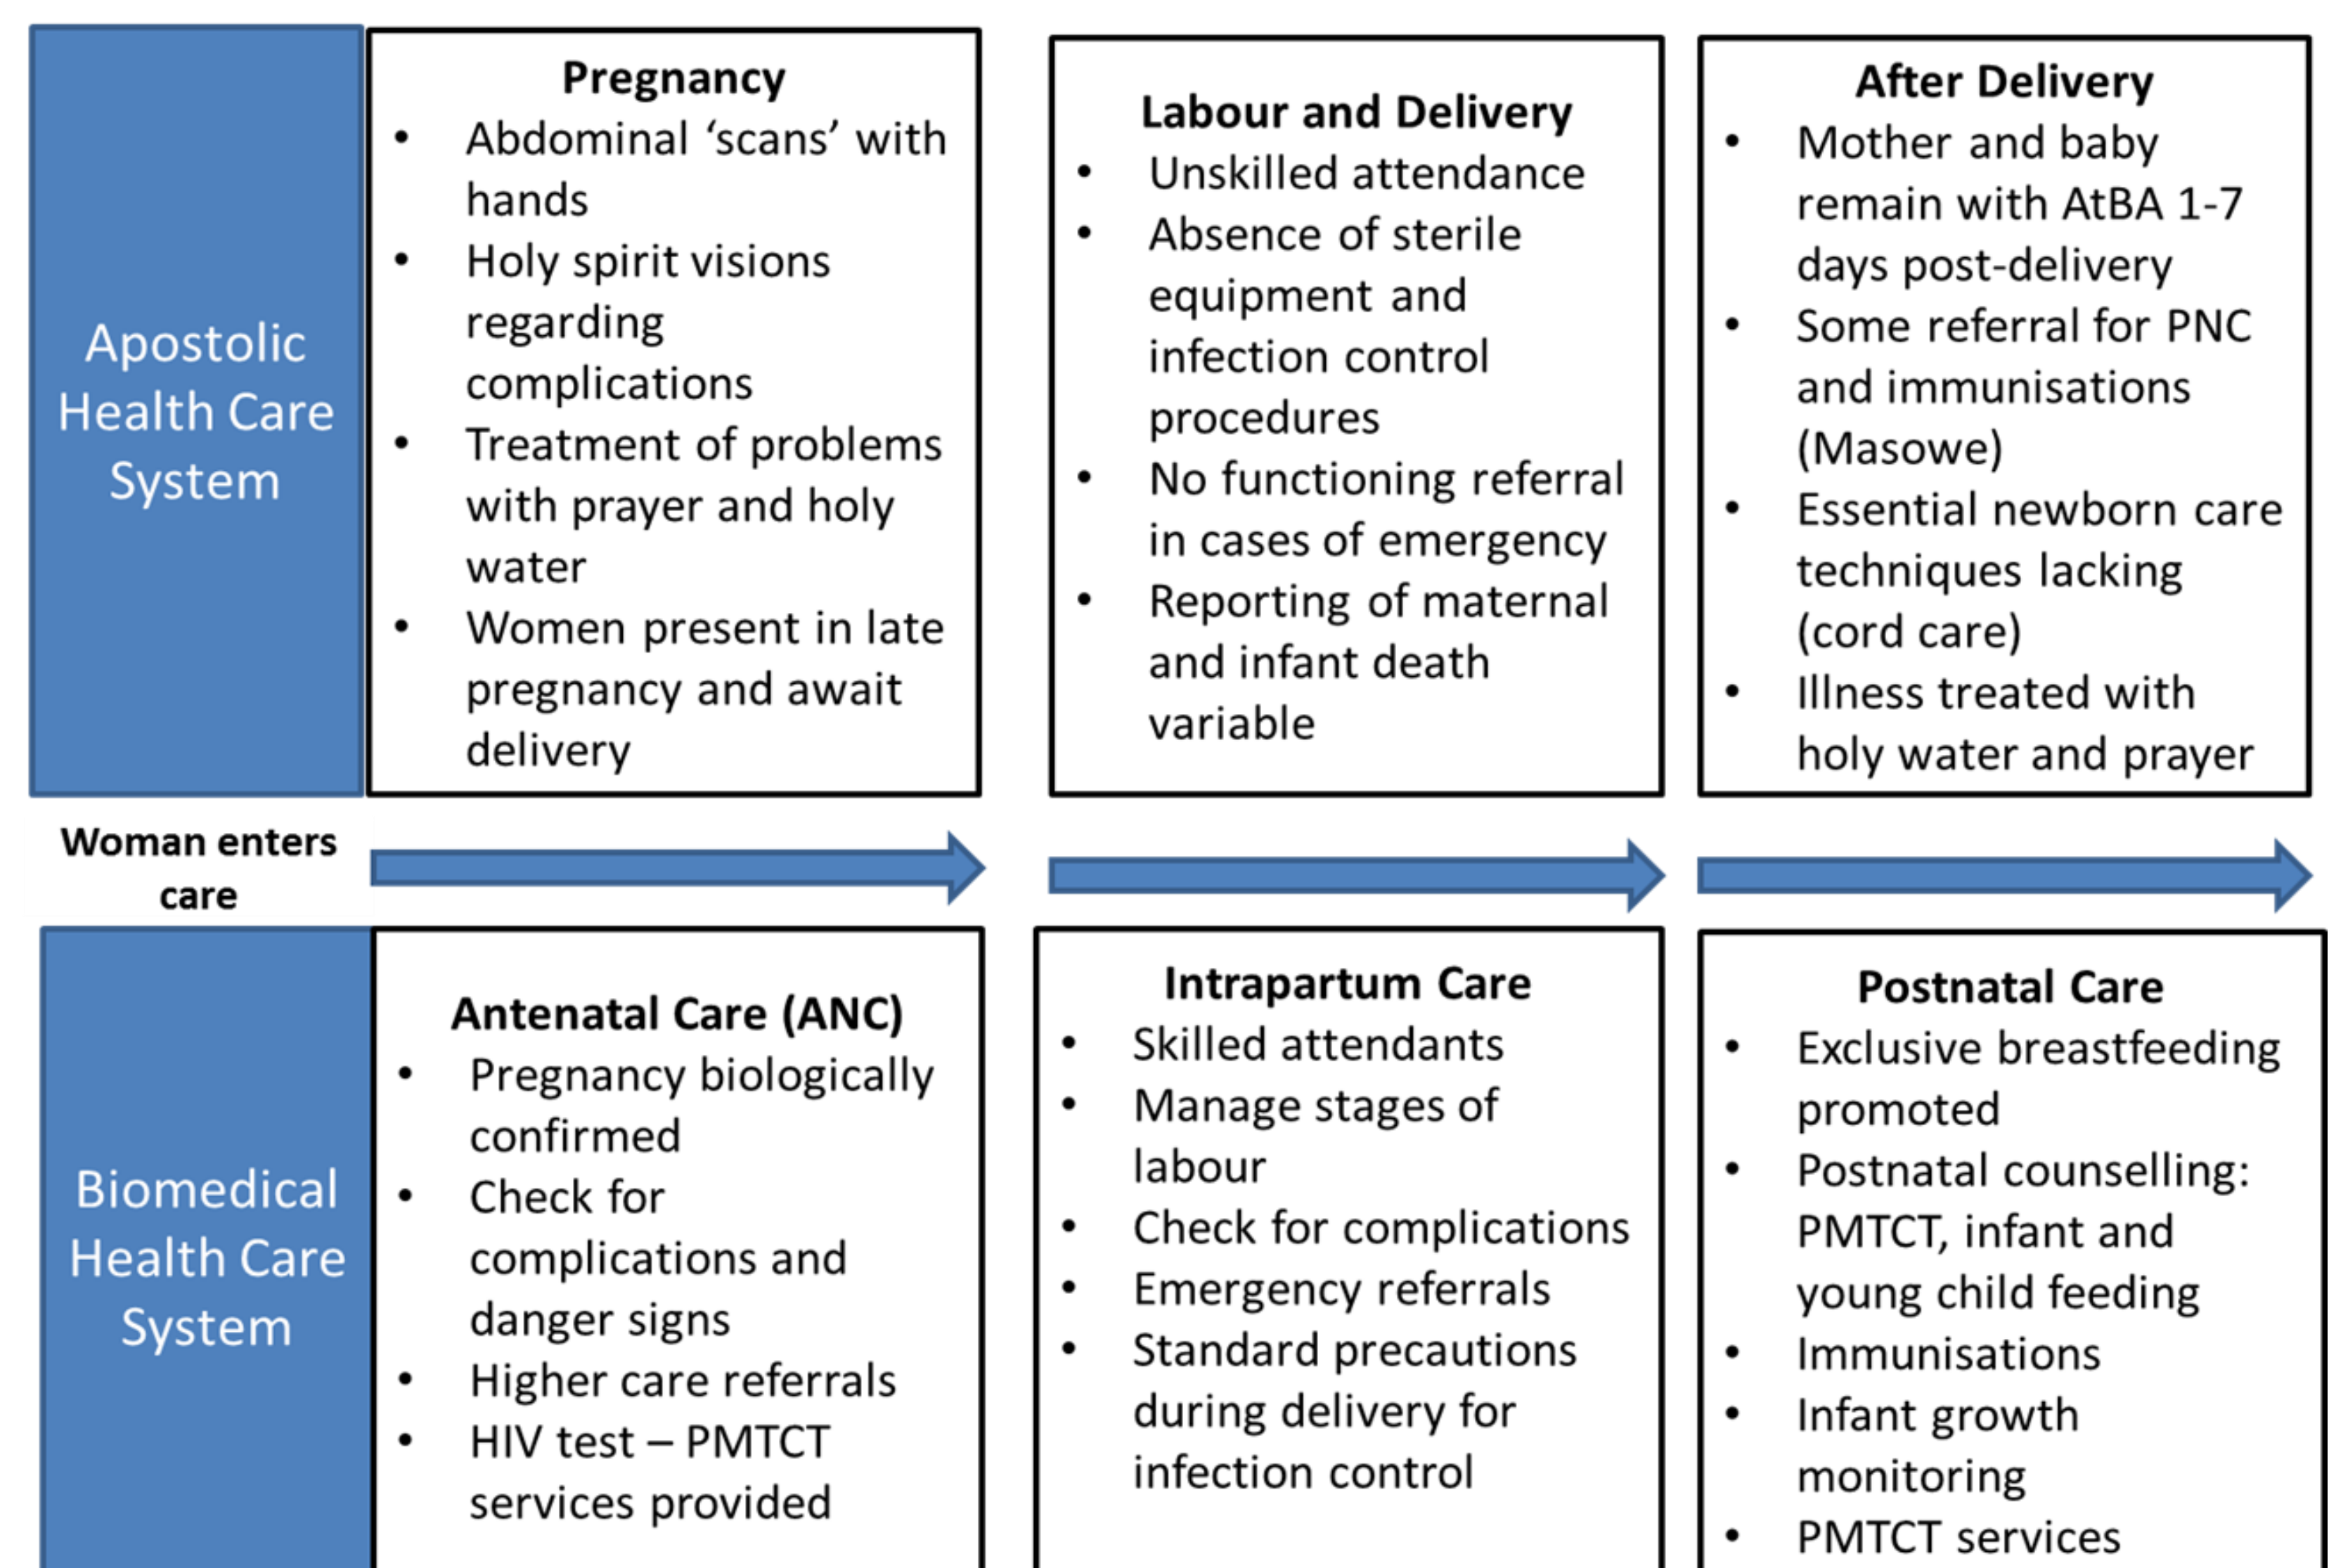 Apostolic
Health Care
System
Pregnancy
• Abdominal ‘scans’ with
hands
• Holy spirit visions
regarding
complications
• Treatment of problems
with prayer and holy
water
• Women present in late
pregnancy and await
delivery
Labour and Delivery
• Unskilled attendance
• Absence of sterile
equipment and
infection control
procedures
• No functioning referral
in cases of emergency
• Reporting of maternal
and infant death
variable
After Delivery
• Mother and baby
remain with AtBA 1-7
days post-delivery
• Some referral for PNC
and immunisations
(Masowe)
• Essential newborn care
techniques lacking
(cord care)
• Illness treated with
holy water and prayer
Woman enters
care
Biomedical
Health Care
System
Antenatal Care (ANC)
• Pregnancy biologically
confirmed
• Check for
complications and
danger signs
• Higher care referrals
• HIV test – PMTCT
services provided
Intrapartum Care
• Skilled attendants
• Manage stages of
labour
• Check for complications
• Emergency referrals
• Standard precautions
during delivery for
infection control
Postnatal Care
• Exclusive breastfeeding
promoted
• Postnatal counselling:
PMTCT, infant and
young child feeding
• Immunisations
• Infant growth
monitoring
• PMTCT services